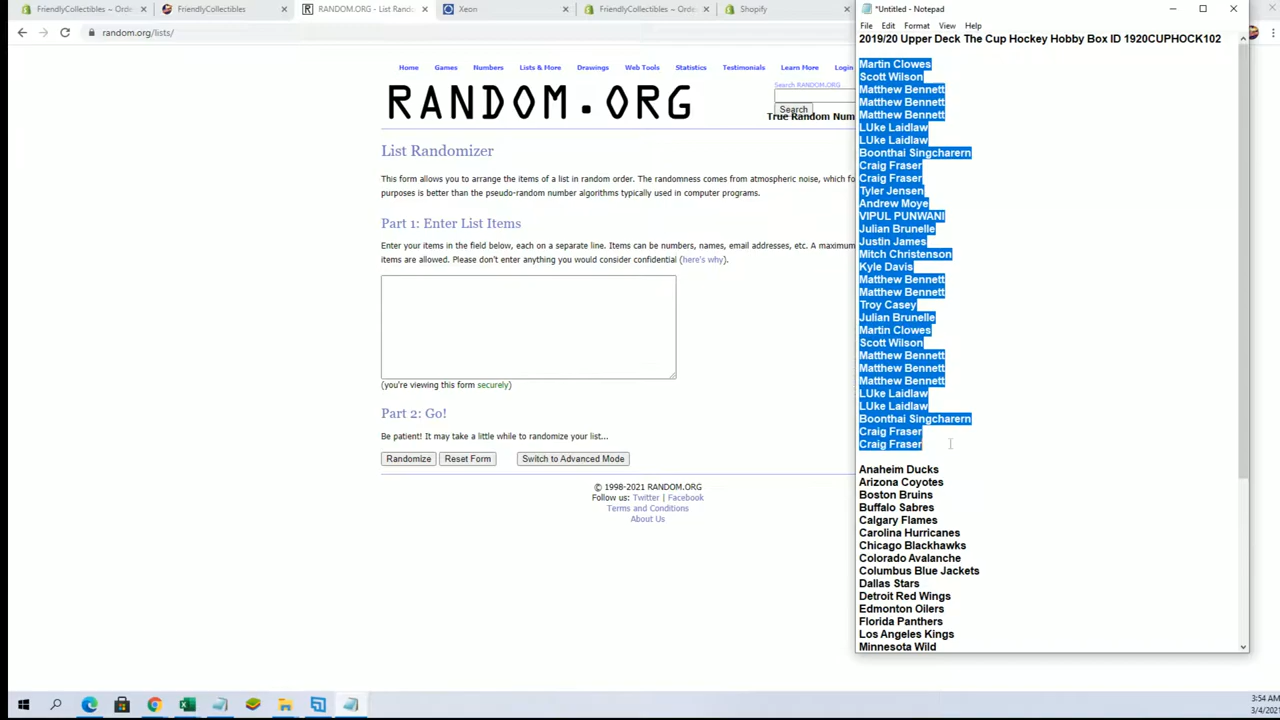 FriendlyCollectibles ~ Orde
FriendlyCollectibles
RANDOM.ORG - List Rando
Xeon
FriendlyCollectibles ~ Orde
Shopify
*Untitled - Notepad
random.org/lists/
File Edit Format View Help
2019/20 Upper Deck The Cup Hockey Hobby Box ID 1920CUPHOCK102
Home Games Numbers Lists & More Drawings Web Tools Statistics Testimonials Learn More Login
Search RANDOM.ORG
RANDOM.ORG
Search
True Random Num
List Randomizer
This form allows you to arrange the items of a list in random order. The randomness comes from atmospheric noise, which fo
purposes is better than the pseudo-random number algorithms typically used in computer programs.
Part 1: Enter List Items
Enter your items in the field below, each on a separate line. Items can be numbers, names, email addresses, etc. A maximum
items are allowed. Please don't enter anything you would consider confidential (here's why).
(you're viewing this form securely)
Part 2: Go!
Be patient! It may take a little while to randomize your list...
Randomize
Reset Form
Switch to Advanced Mode
© 1998-2021 RANDOM.ORG
Follow us: Twitter | Facebook
Terms and Conditions
About Us
Martin Clowes
Scott Wilson
Matthew Bennett
Matthew Bennett
Matthew Bennett
LUke Laidlaw
LUke Laidlaw
Boonthai Singcharern
Craig Fraser
Craig Fraser
Tyler Jensen
Andrew Moye
VIPUL PUNWANI
Julian Brunelle
Justin James
Mitch Christenson
Kyle Davis
Matthew Bennett
Matthew Bennett
Troy Casey
Julian Brunelle
Martin Clowes
Scott Wilson
Matthew Bennett
Matthew Bennett
Matthew Bennett
LUke Laidlaw
LUke Laidlaw
Boonthai Singcharern
Craig Fraser
Craig Fraser
Anaheim Ducks
Arizona Coyotes
Boston Bruins
Buffalo Sabres
Calgary Flames
Carolina Hurricanes
Chicago Blackhawks
Colorado Avalanche
Columbus Blue Jackets
Dallas Stars
Detroit Red Wings
Edmonton Oilers
Florida Panthers
Los Angeles Kings
Minnesota Wild
3:54 AM
3/4/2021